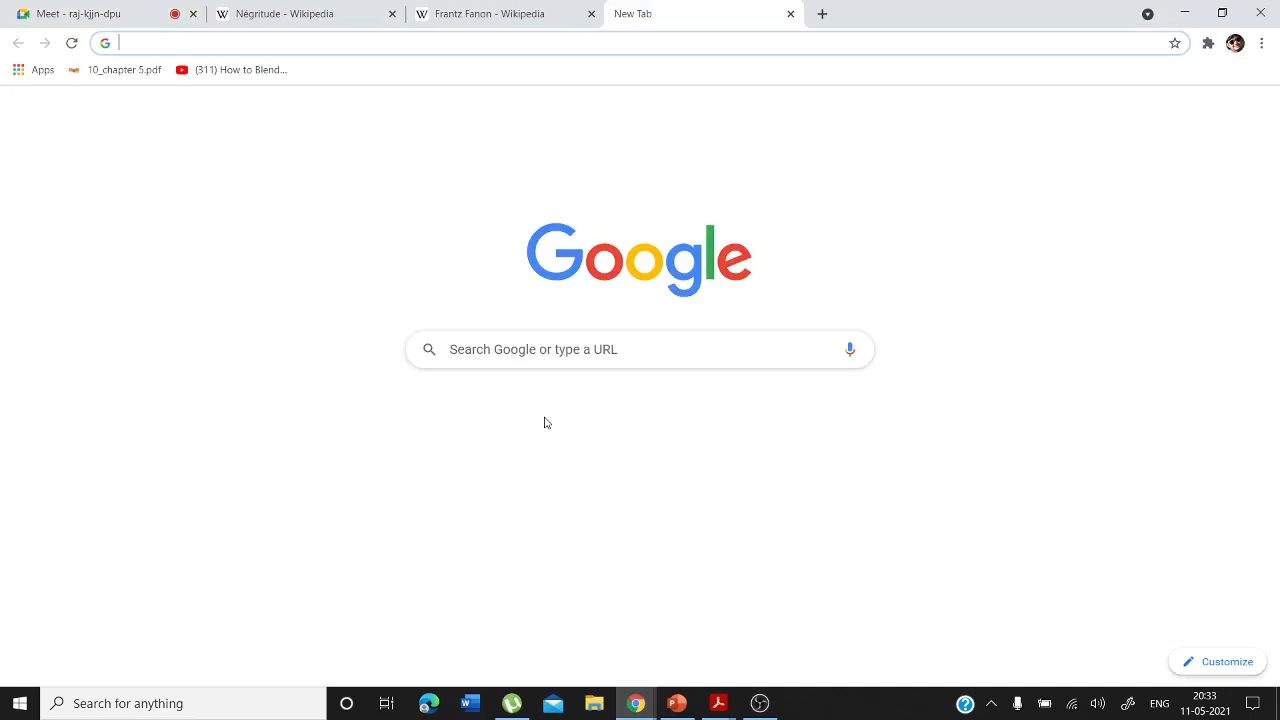 Meet - raj-kjjn-dpu
Négritude - Wikipedia
Frantz Fanon - Wikipedia
New Tab
Apps
10_chapter 5.pdf
(311) How to Blend...
Google
Search Google or type a URL
Customize
Search for anything
ENG
20:33
11-05-2021